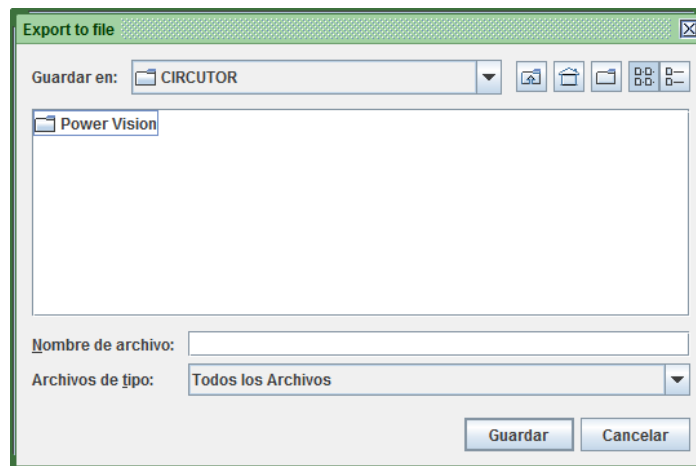 Export to file
Guardar en: CIRCUTOR
Power Vision
Nombre de archivo:
Archivos de tipo: Todos los Archivos
Guardar Cancelar